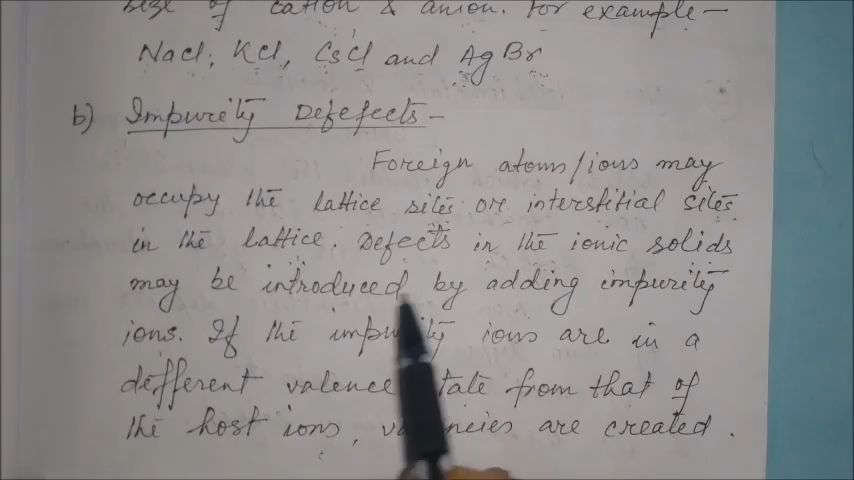 size of cation & anion. For example—
NaCl; KCl, CsCl and AgBr
b) Impurity Defefects-
Foreign atoms/ions may
occupy the lattice sites or interstitial sites
in the lattice. Defects in the ionic solids
may be introduced by adding impurity
ions. If the impurity ions are in a
different valence state from that of
the host ions, vacancies are created.